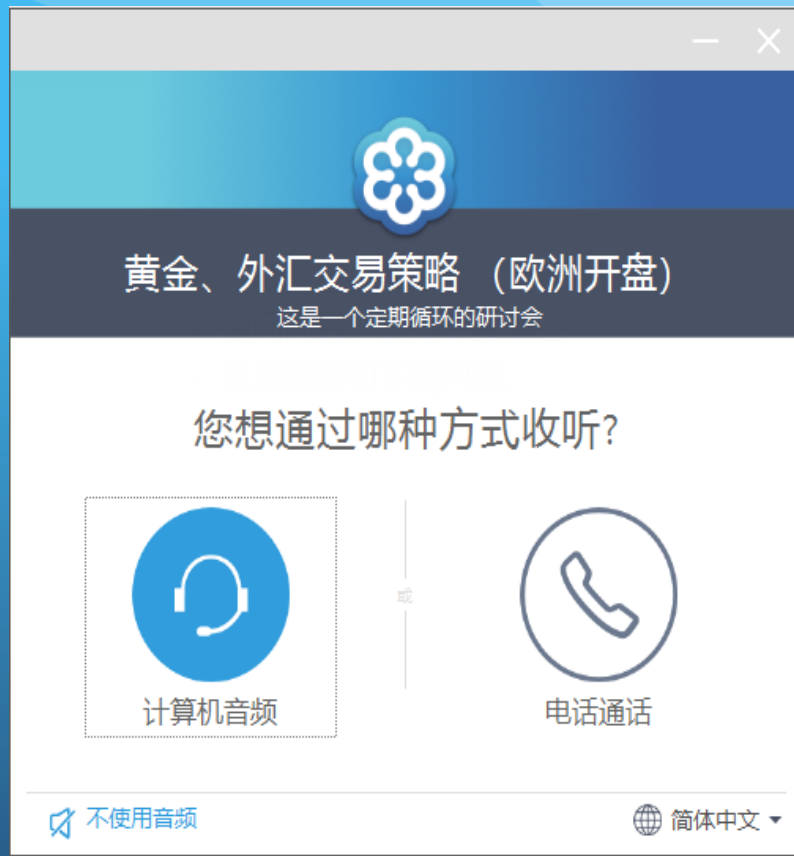 黄金、外汇交易策略 （欧洲开盘）
这是一个定期循环的研讨会
您想通过哪种方式收听?
或
计算机音频
电话通话
不使用音频
简体中文